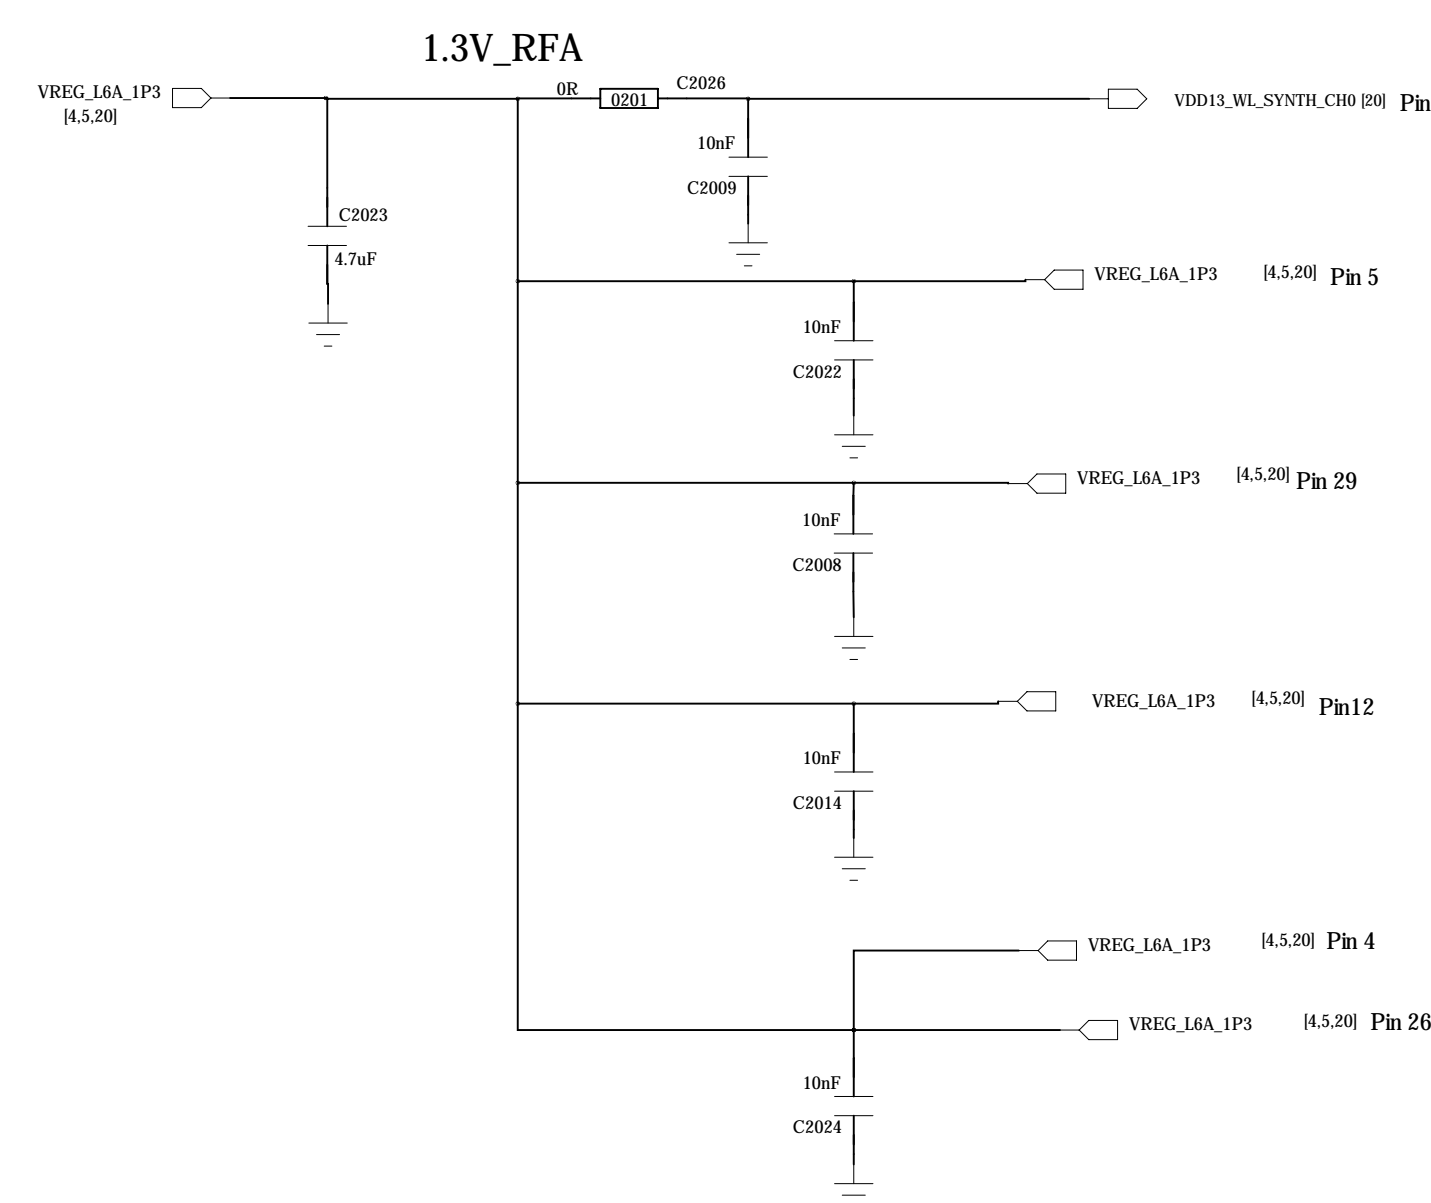 1.3V_RFA
VREG_L6A_1P3
[4,5,20]
0R
0201
C2026
VDD13_WL_SYNTH_CH0 [20] Pin
10nF
C2009
C2023
4.7uF
VREG_L6A_1P3 [4,5,20] Pin 5
10nF
C2022
VREG_L6A_1P3 [4,5,20] Pin 29
10nF
C2008
VREG_L6A_1P3 [4,5,20] Pin12
10nF
C2014
VREG_L6A_1P3 [4,5,20] Pin 4
VREG_L6A_1P3 [4,5,20] Pin 26
10nF
C2024